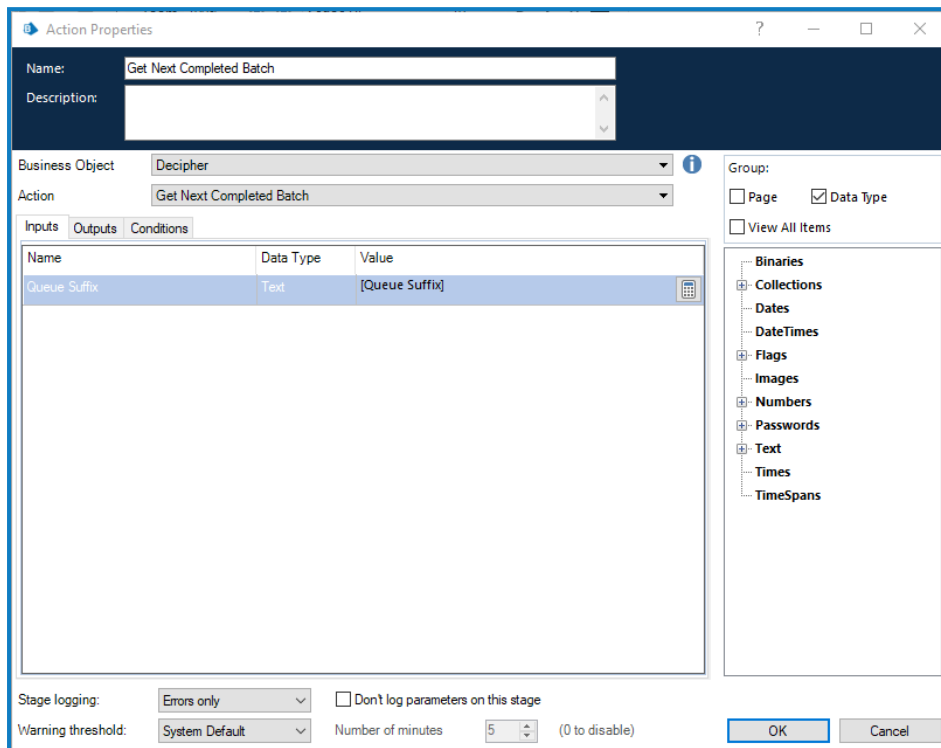 Action Properties
Name: Get Next Completed Batch
Description:
Business Object Decipher
Action Get Next Completed Batch
Group:
Page Data Type
View All Items
Inputs Outputs Conditions
Name Data Type Value
Queue Suffix Text [Queue Suffix]
Binaries
Collections
Dates
DateTimes
Flags
Images
Numbers
Passwords
Text
Times
TimeSpans
Stage logging: Errors only Don't log parameters on this stage
Warning threshold: System Default Number of minutes 5 (0 to disable)
OK Cancel